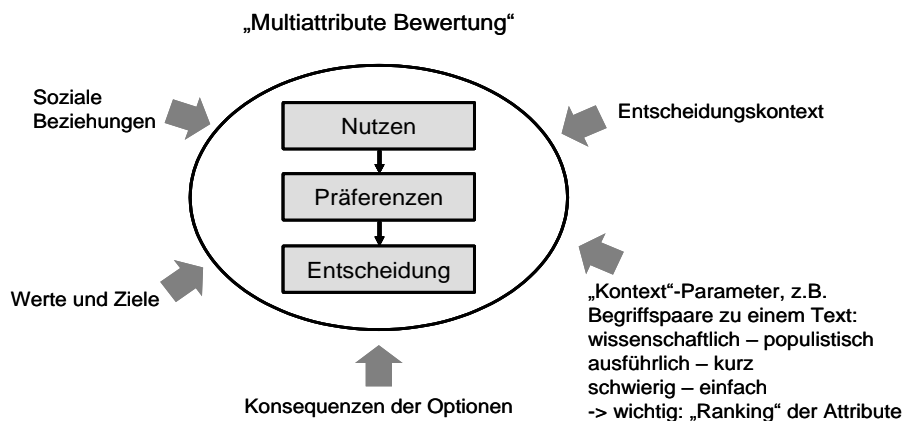 „Multiattribute Bewertung“
Soziale
Beziehungen
Nutzen
Entscheidungskontext
Präferenzen
Entscheidung
Werte und Ziele
„Kontext“-Parameter, z.B.
Begriffspaare zu einem Text:
wissenschaftlich – populistisch
ausführlich – kurz
schwierig – einfach
-> wichtig: „Ranking“ der Attribute
Konsequenzen der Optionen